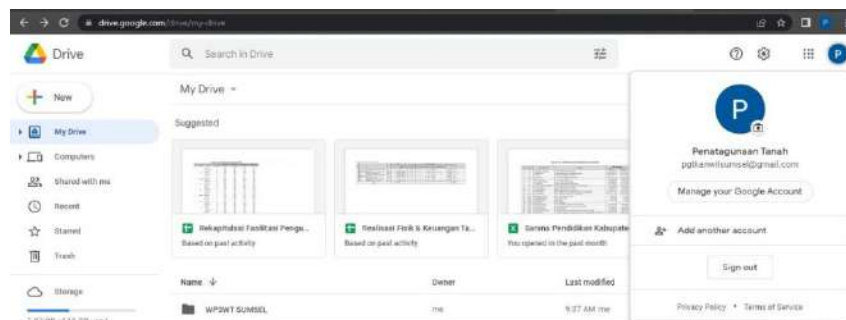 drive.google.com/drive/my-drive
Drive
Search in Drive
New
My Drive
Computers
Shared with me
Recent
Starred
Trash
Storage
My Drive
Suggested
Rekapitulasi Fasilitasi Pengu...
Based on past activity
Realisasi Fisik & Keuangan Ta...
Based on past activity
Sarana Pendidikan Kabupate
You opened in the past month
Name
Owner
Last modified
WP3WT SUMSEL
me
9:27 AM me
P
P
Penatagunaan Tanah
pgtkanwilsumsel@gmail.com
Manage your Google Account
Add another account
Sign out
Privacy Policy • Terms of Service